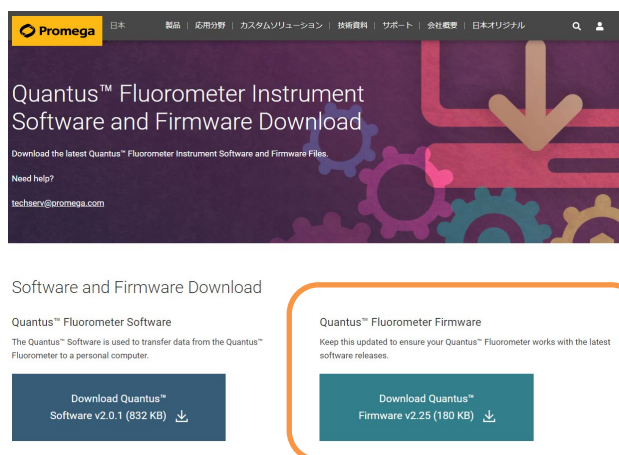 Promega
日本
製品 | 応用分野 | カスタムソリューション | 技術資料 | サポート | 会社概要 | 日本オリジナル
Quantus™ Fluorometer Instrument
Software and Firmware Download
Download the latest Quantus™ Fluorometer Instrument Software and Firmware Files.
Need help?
techserv@promega.com
Software and Firmware Download
Quantus™ Fluorometer Software
The Quantus™ Software is used to transfer data from the Quantus™
Fluorometer to a personal computer.
Download Quantus™
Software v2.0.1 (832 KB)
Quantus™ Fluorometer Firmware
Keep this updated to ensure your Quantus™ Fluorometer works with the latest
software releases.
Download Quantus™
Firmware v2.25 (180 KB)